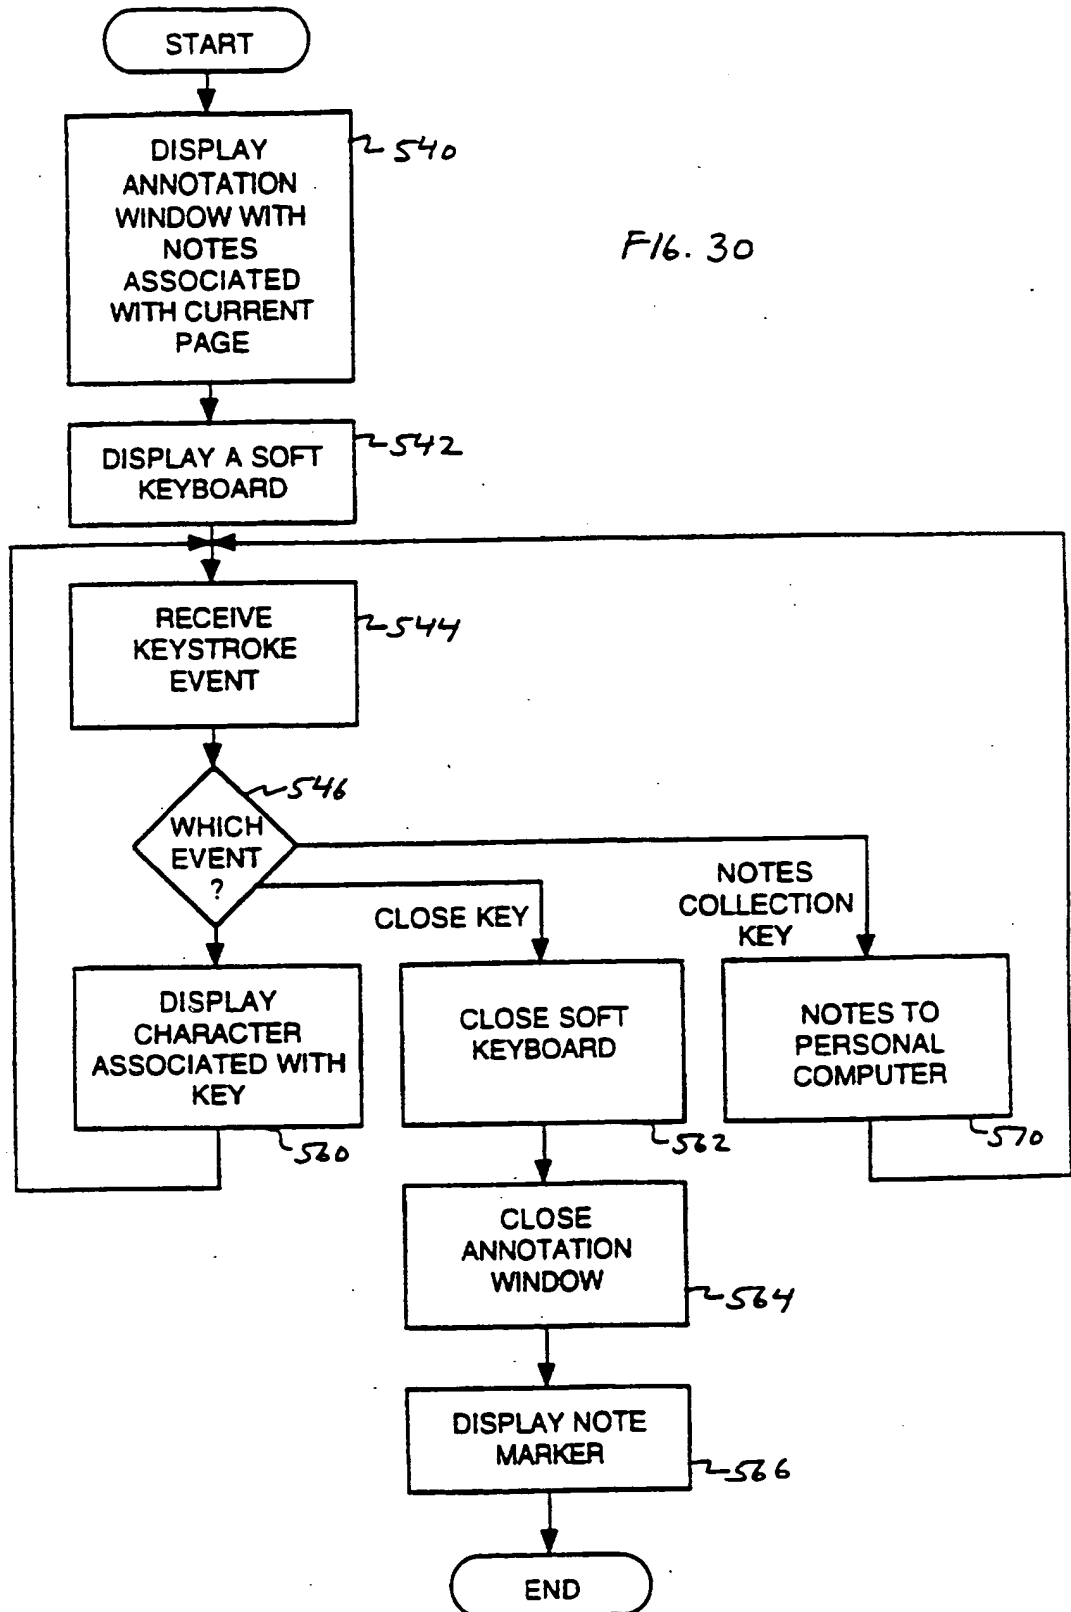 START
DISPLAY
ANNOTATION
WINDOW WITH
NOTES
ASSOCIATED
WITH CURRENT
PAGE
540
FIG. 30
DISPLAY A SOFT
KEYBOARD
542
RECEIVE
KEYSTROKE
EVENT
544
WHICH
EVENT
?
546
CLOSE KEY
NOTES
COLLECTION
KEY
DISPLAY
CHARACTER
ASSOCIATED WITH
KEY
560
CLOSE SOFT
KEYBOARD
562
NOTES TO
PERSONAL
COMPUTER
570
CLOSE
ANNOTATION
WINDOW
564
DISPLAY NOTE
MARKER
566
END